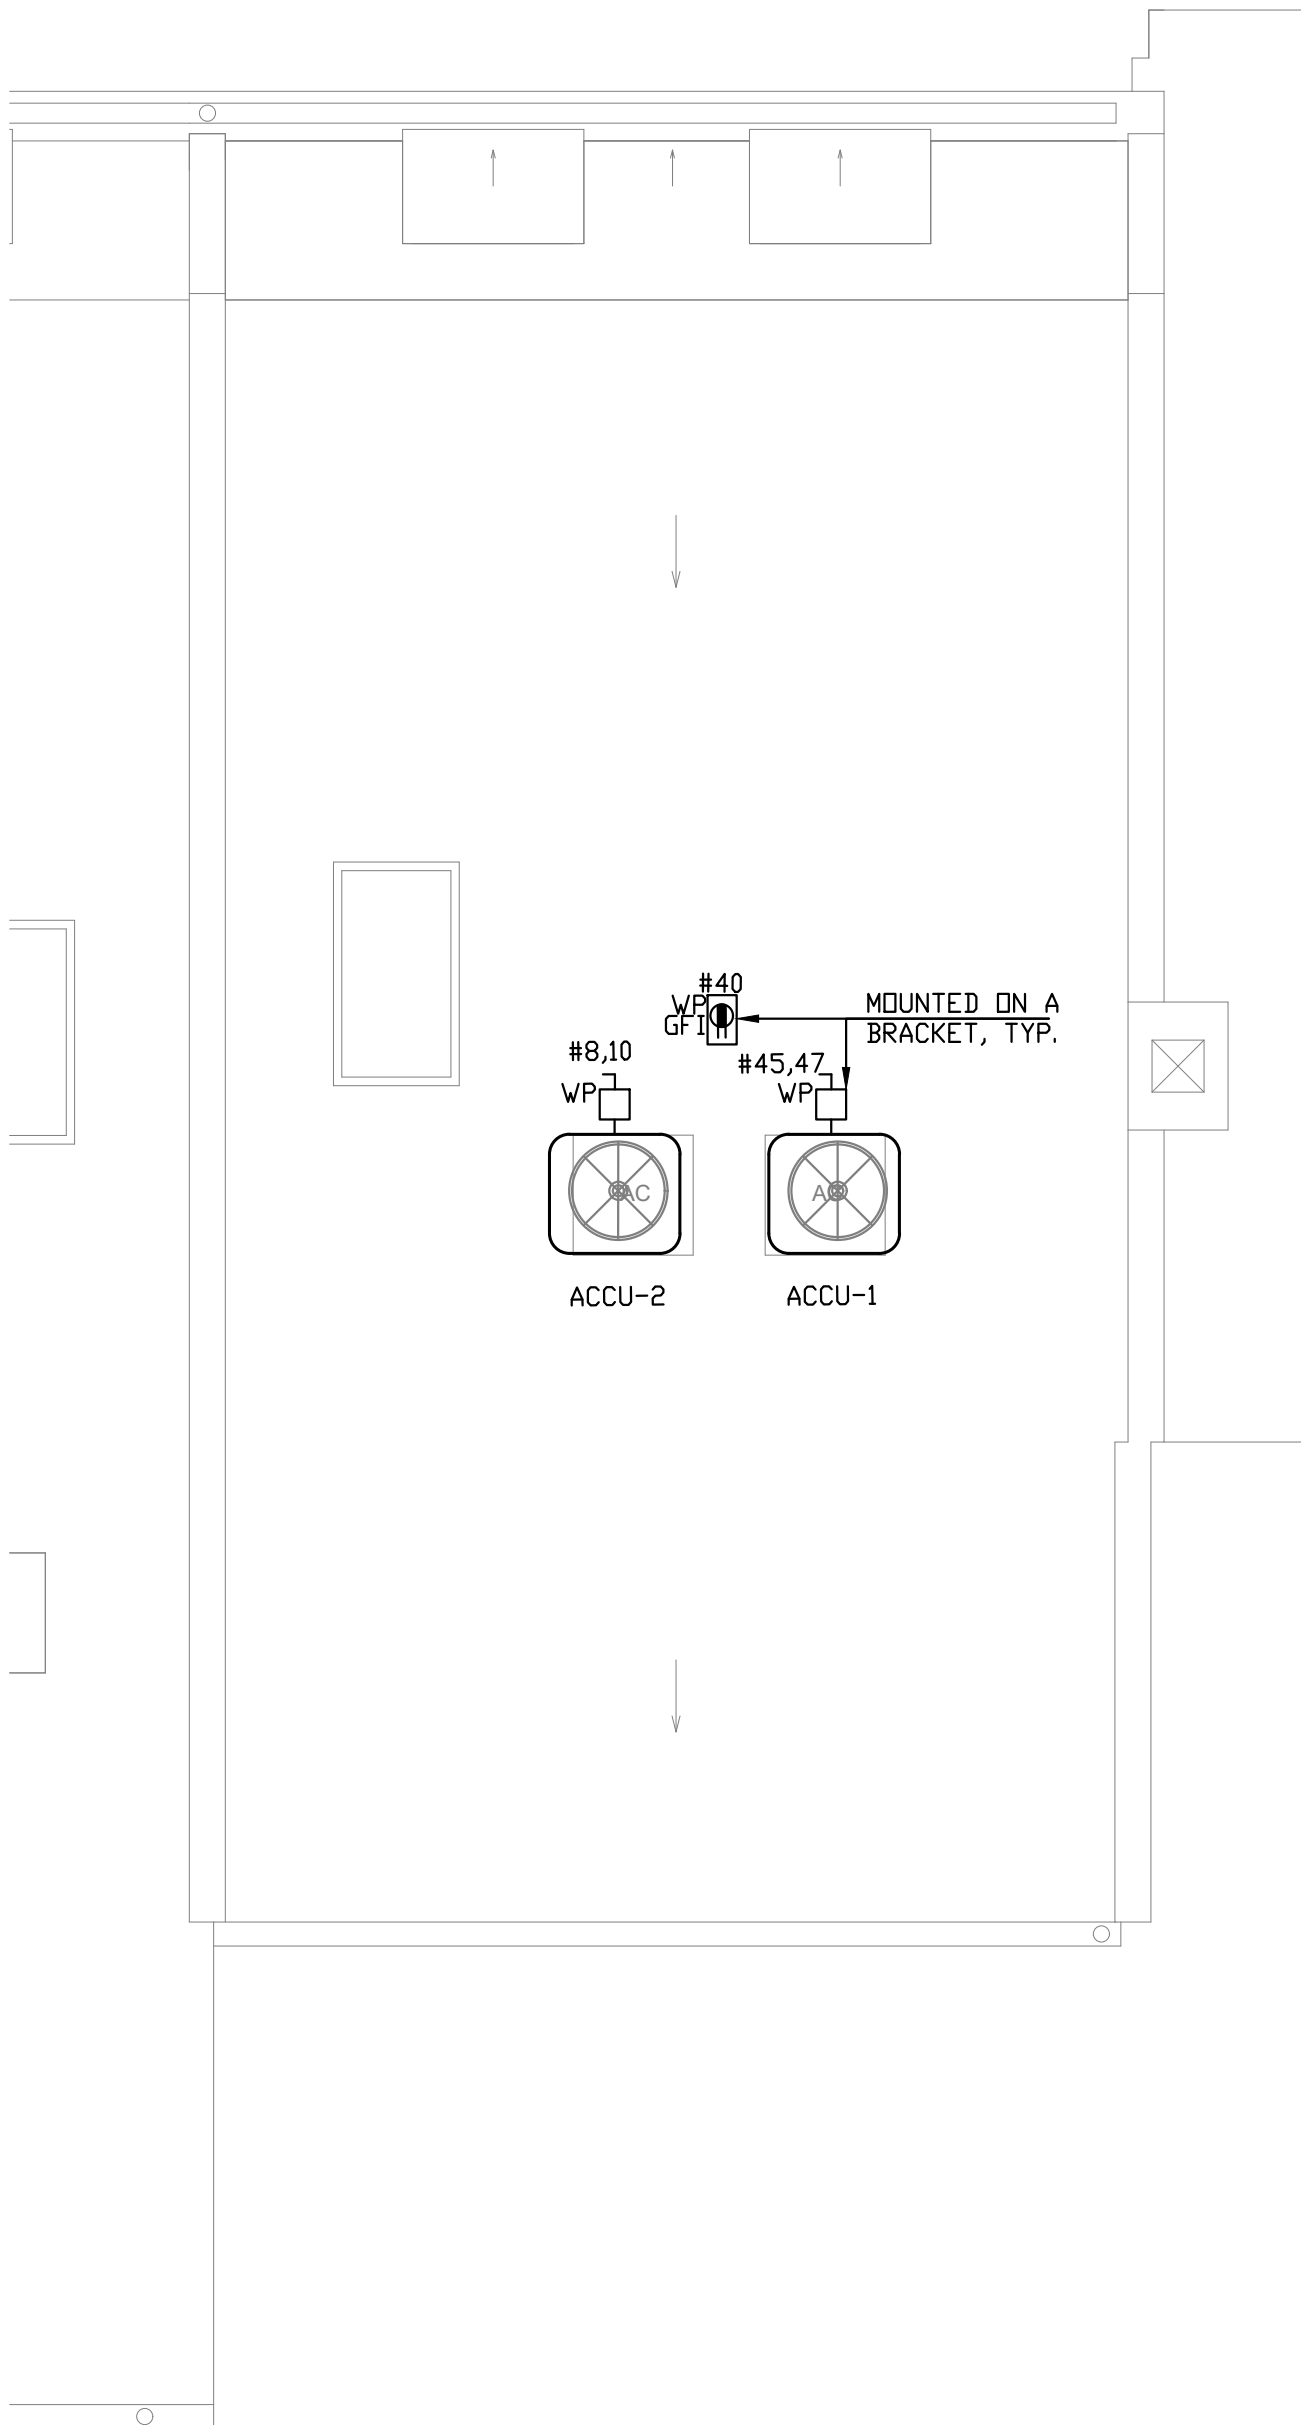 #40
WP
GFI
MOUNTED ON A
BRACKET, TYP.
#8,10
WP
#45,47
WP
AC
AC
ACCU-2
ACCU-1